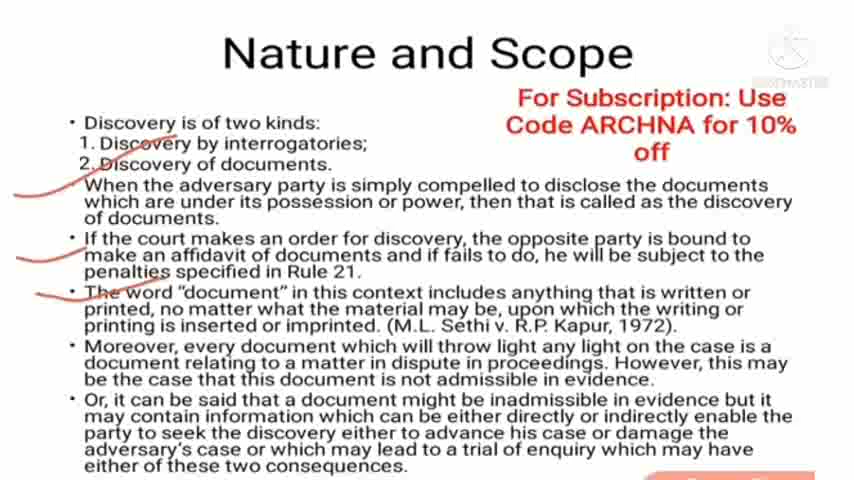 Nature and Scope
For Subscription: Use
Code ARCHNA for 10%
off
• Discovery is of two kinds:
1. Discovery by interrogatories;
2. Discovery of documents.
• When the adversary party is simply compelled to disclose the documents
which are under its possession or power, then that is called as the discovery
of documents.
• If the court makes an order for discovery, the opposite party is bound to
make an affidavit of documents and if fails to do, he will be subject to the
penalties specified in Rule 21.
• The word “document” in this context includes anything that is written or
printed, no matter what the material may be, upon which the writing or
printing is inserted or imprinted. (M.L. Sethi v. R.P. Kapur, 1972).
• Moreover, every document which will throw light any light on the case is a
document relating to a matter in dispute in proceedings. However, this may
be the case that this document is not admissible in evidence.
• Or, it can be said that a document might be inadmissible in evidence but it
may contain information which can be either directly or indirectly enable the
party to seek the discovery either to advance his case or damage the
adversary's case or which may lead to a trial of enquiry which may have
either of these two consequences.